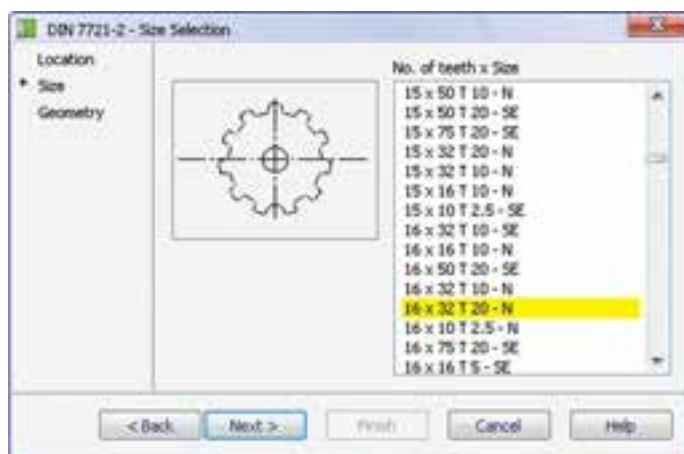 DIN 7721-2 - Size Selection
Location
Size
Geometry
No. of teeth x Size
15 x 50 T 10 - N
15 x 50 T 20 - SE
15 x 75 T 20 - SE
15 x 32 T 20 - N
15 x 32 T 10 - N
15 x 16 T 10 - N
15 x 10 T 2.5 - SE
16 x 32 T 10 - SE
16 x 16 T 10 - N
16 x 50 T 20 - SE
16 x 32 T 10 - N
16 x 32 T 20 - N
16 x 10 T 2.5 - N
16 x 75 T 20 - SE
16 x 16 T 5 - SE
< Back
Next >
Finish
Cancel
Help